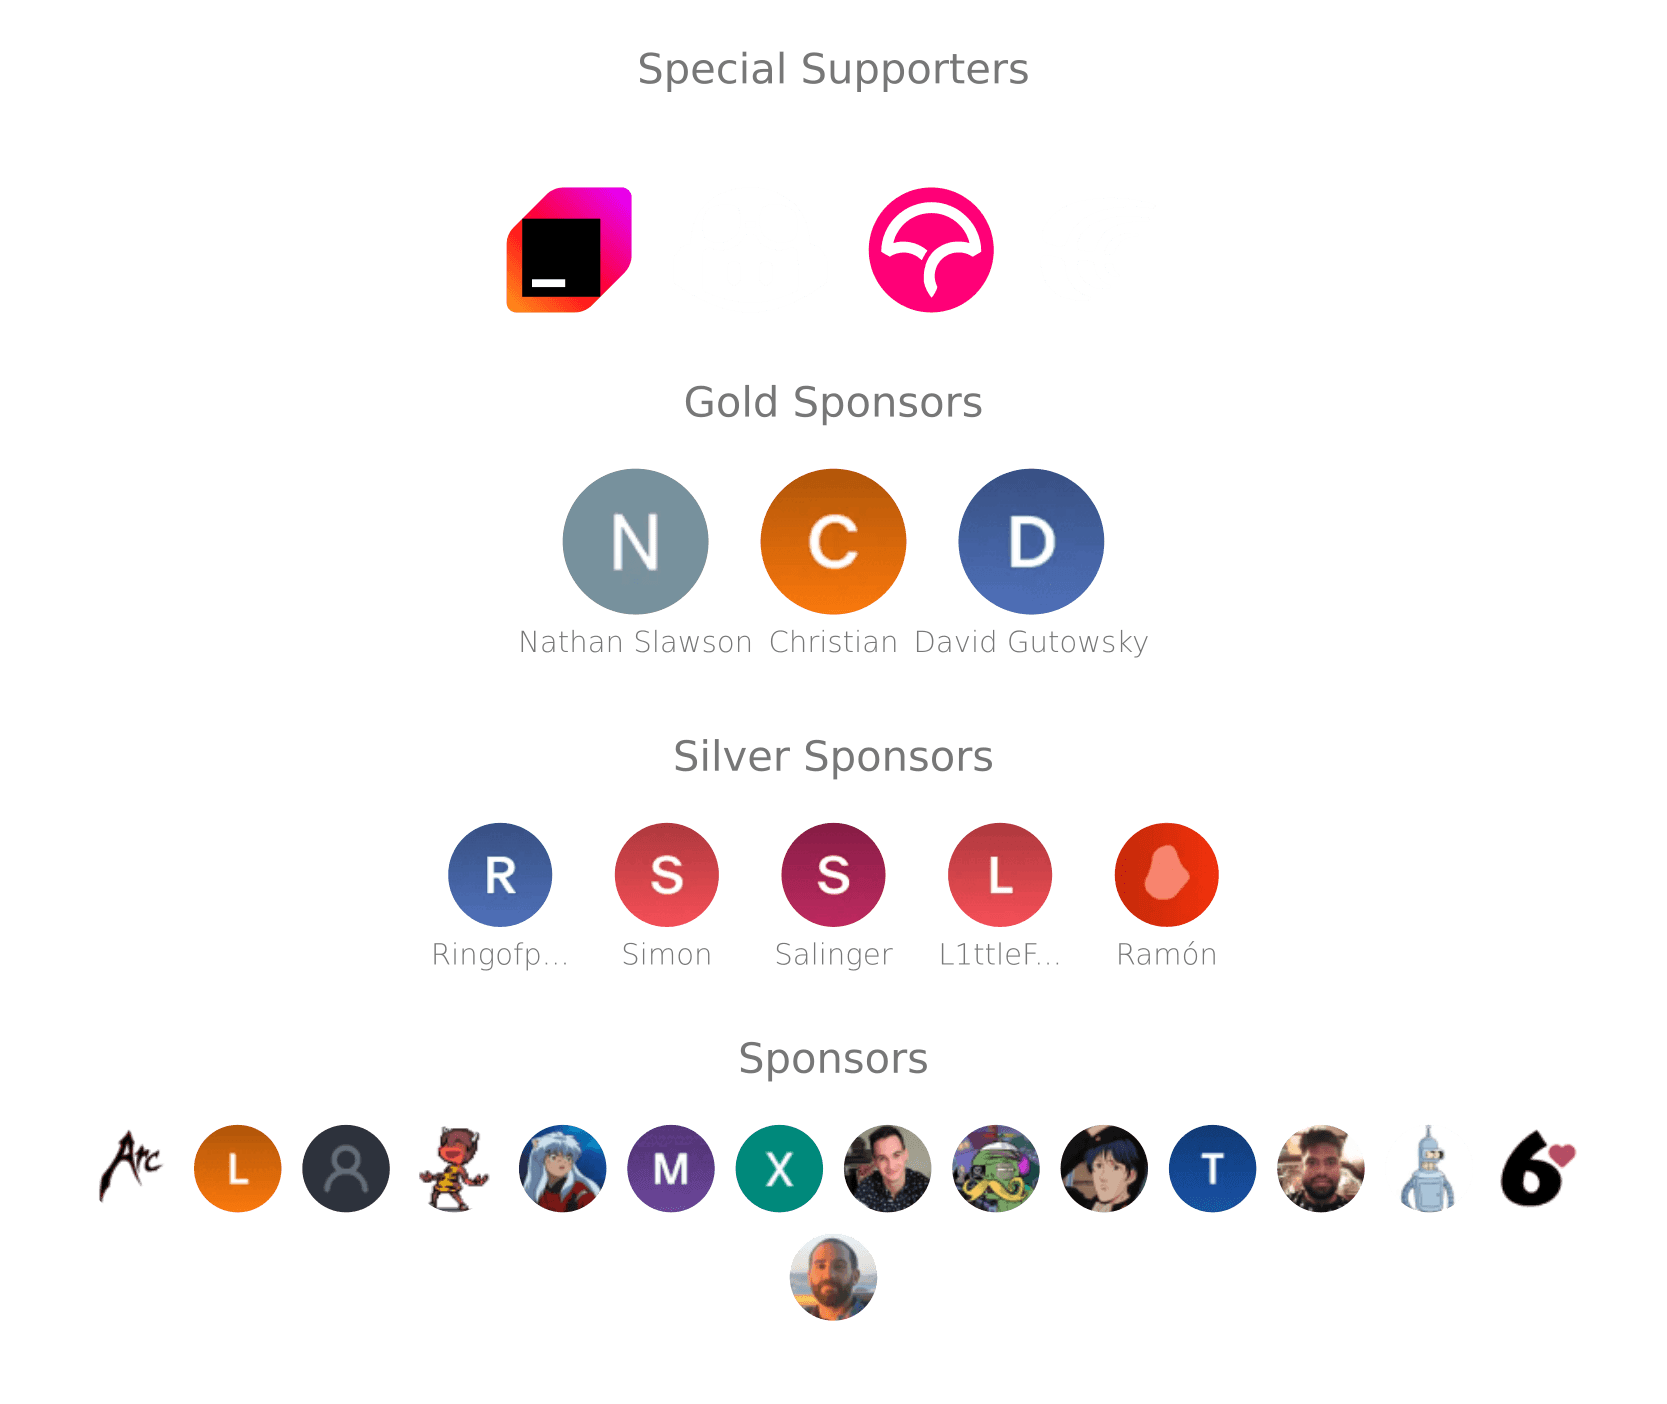 Special Supporters
Gold Sponsors
N C D
Nathan Slawson Christian David Gutowsky
Silver Sponsors
R S S L
Ringofp... Simon Salinger L1ttleF... Ramón
Sponsors
Arc L M X T 6